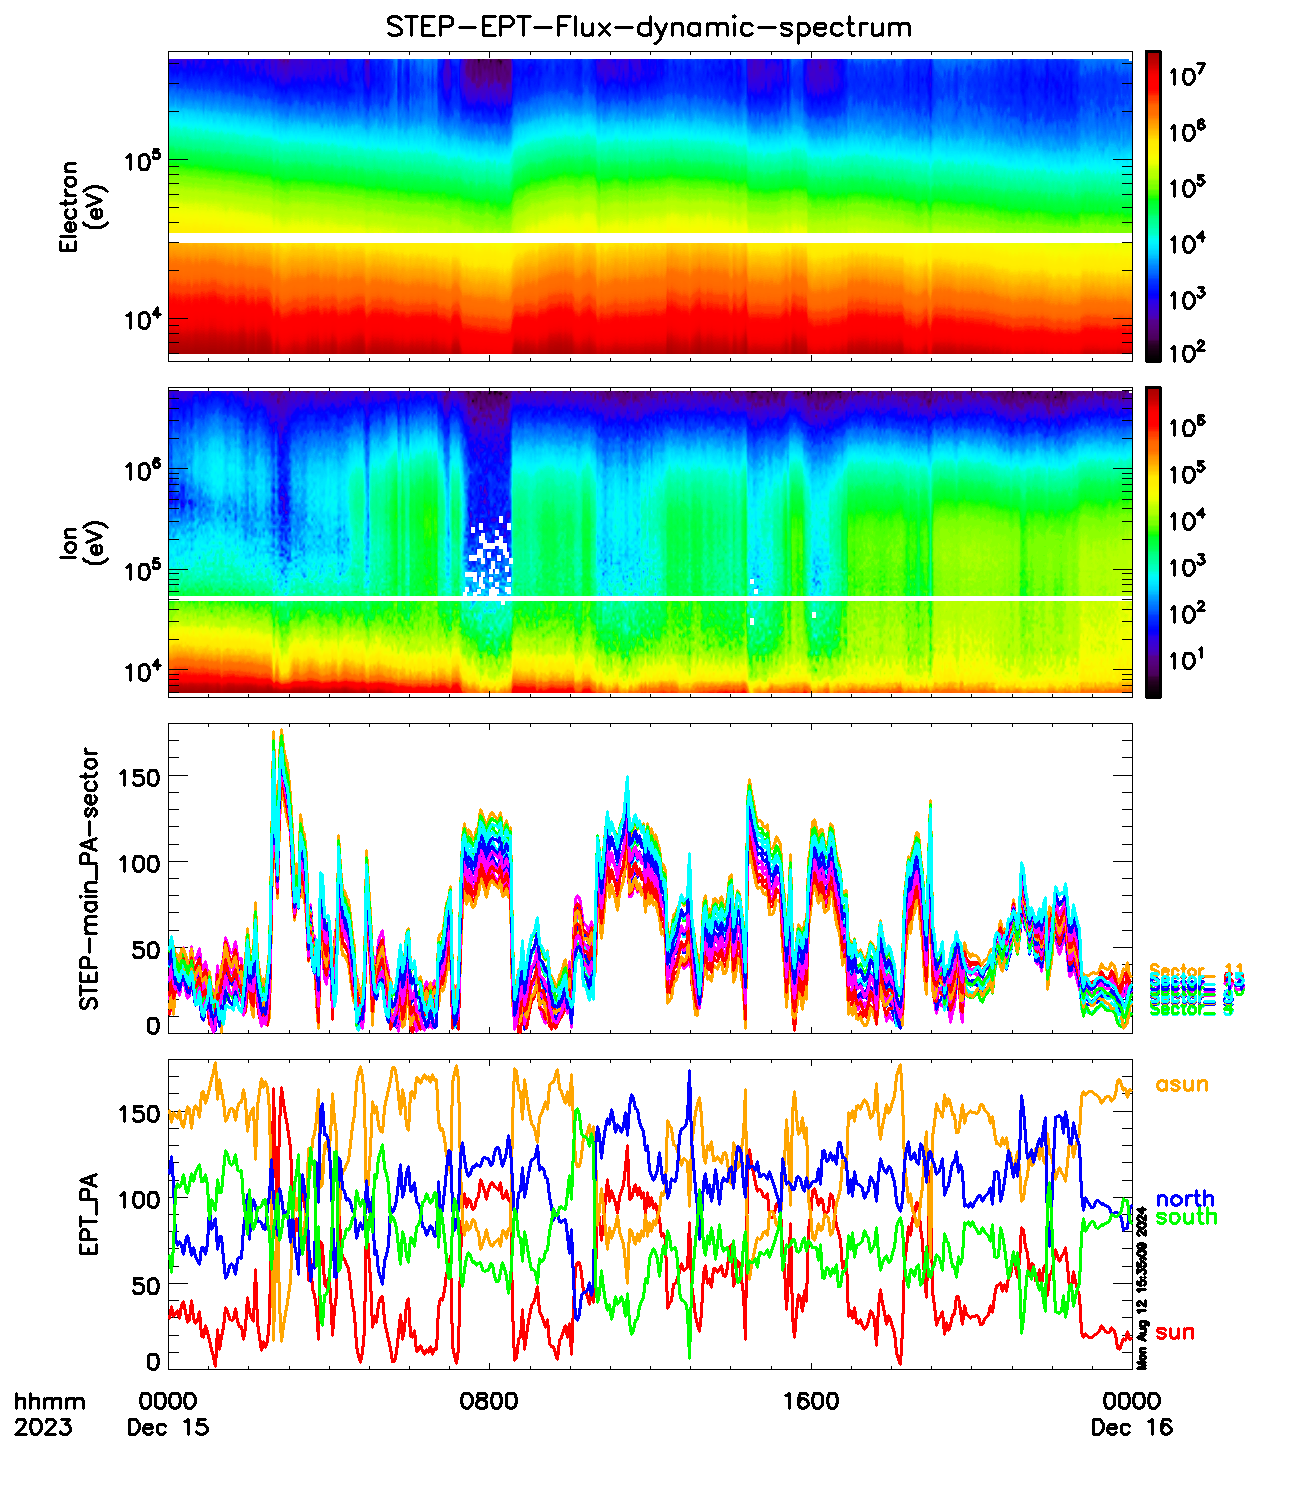 STEP-EPT-Flux-dynamic-spectrum
Electron
(eV)
10^5
10^4
10^7
10^6
10^5
10^4
10^3
10^2
Ion
(eV)
10^6
10^5
10^4
10^6
10^5
10^4
10^3
10^2
10^1
STEP-main_PA-sector
150
100
50
0
Sector_ 11
EPT_PA
150
100
50
0
asun
north
south
sun
Mon Aug 12 15:35:09 2024
hhmm 0000 0800 1600 0000
2023 Dec 15 Dec 16